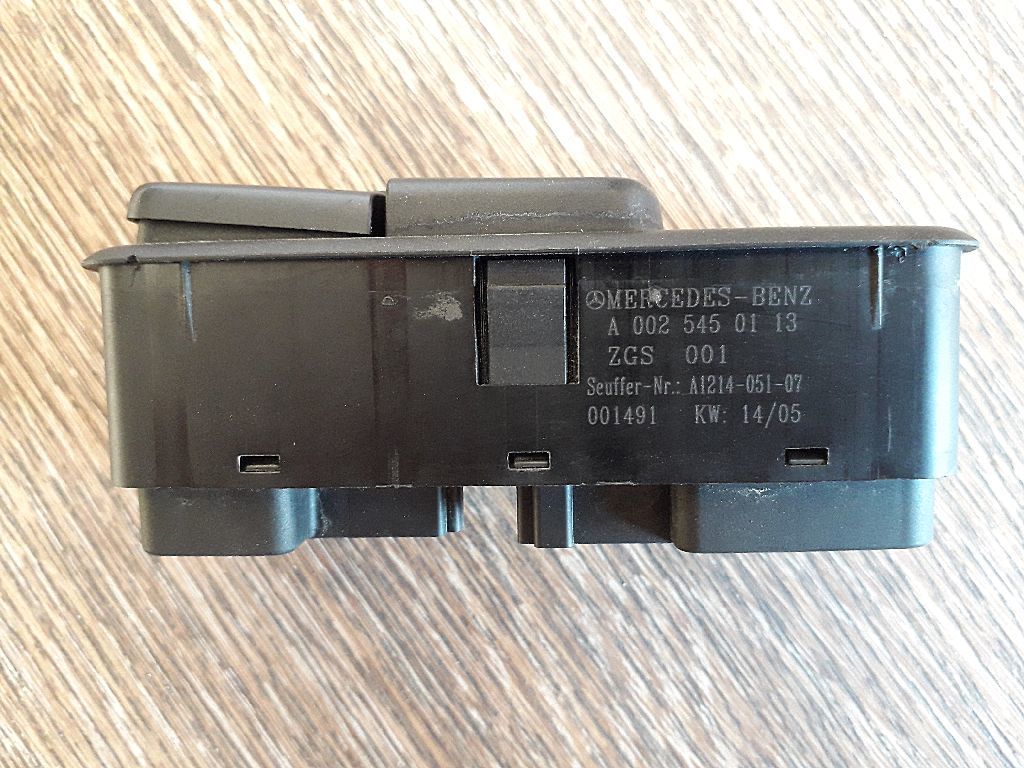 MERCEDES-BENZ
A 002 545 01 13
ZGS 001
Seuffer-Nr.: A1214-051-07
001491 KW: 14/05